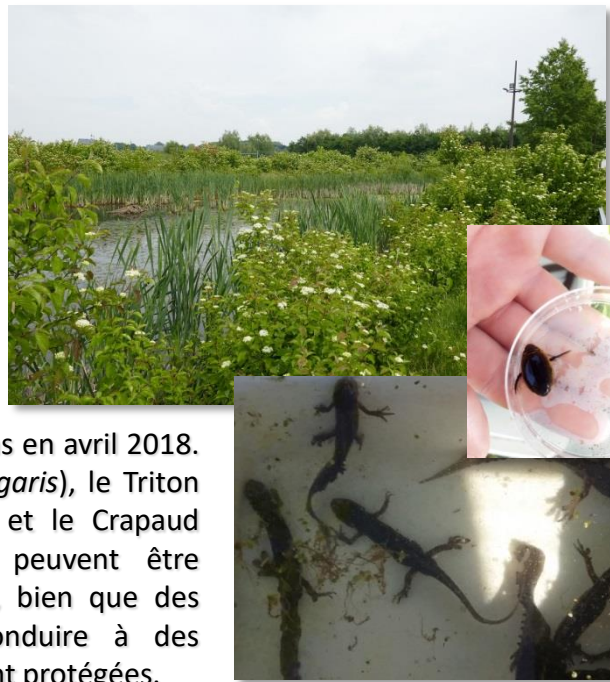 s en avril 2018.
garis), le Triton
et le Crapaud
peuvent être
bien que des
onduire à des
nt protégées.